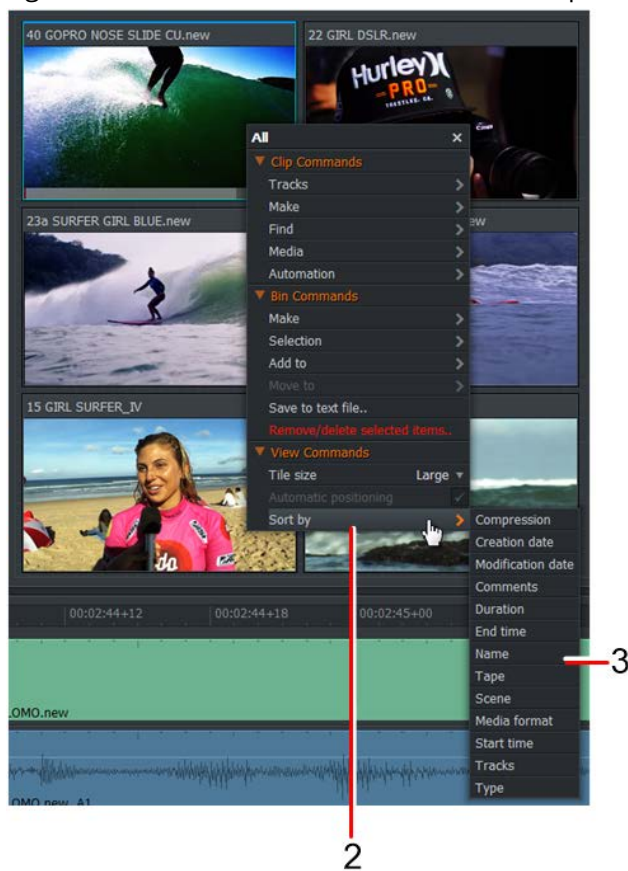 40 GOPRO NOSE SLIDE CU.new
22 GIRL DSLR.new
Hurley
PRO
All
Clip Commands
Tracks
Make
Find
Media
Automation
Bin Commands
Make
Selection
Add to
Move to
Save to text file..
Remove/delete selected items..
View Commands
Tile size Large
Automatic positioning
Sort by
23a SURFER GIRL BLUE.new
ew
15 GIRL SURFER_IV
Compression
Creation date
Modification date
Comments
Duration
End time
Name
Tape
Scene
Media format
Start time
Tracks
Type
00:02:44+12
00:02:44+18
00:02:45+00
.OMO.new
OMO.new_A1
2
3